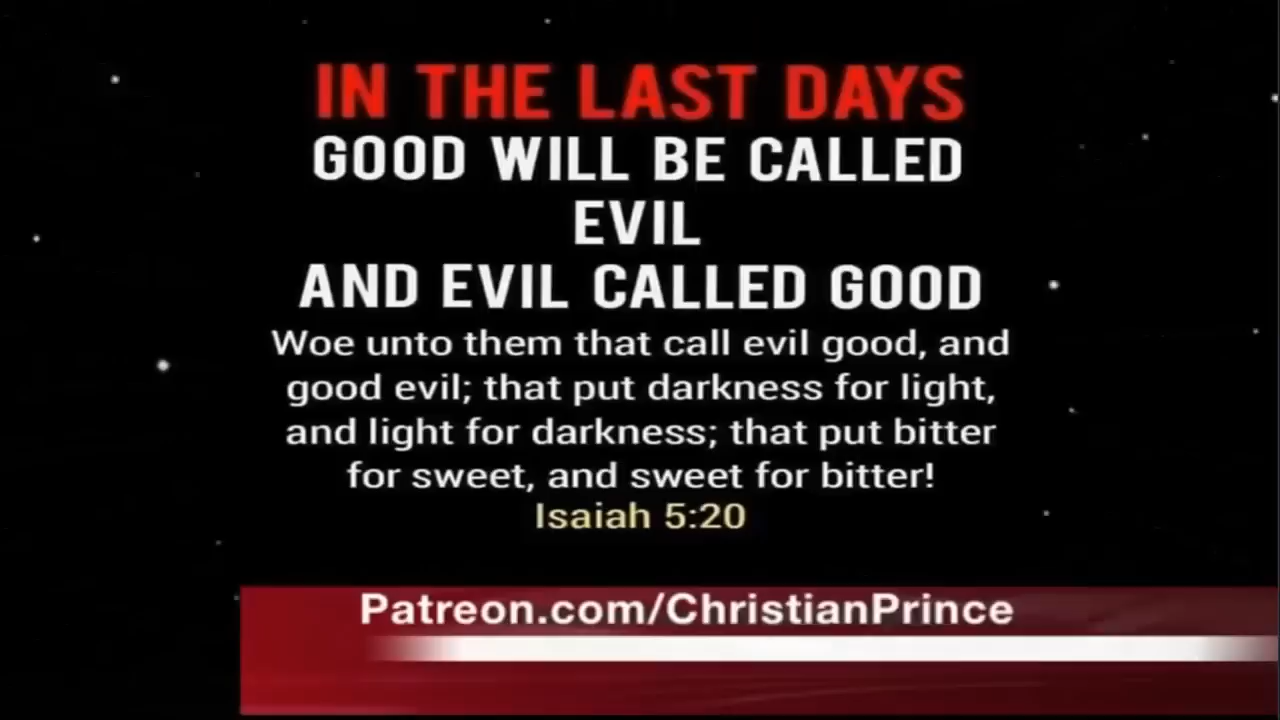 IN THE LAST DAYS
GOOD WILL BE CALLED
EVIL
AND EVIL CALLED GOOD
Woe unto them that call evil good, and
good evil; that put darkness for light,
and light for darkness; that put bitter
for sweet, and sweet for bitter!
Isaiah 5:20
Patreon.com/ChristianPrince